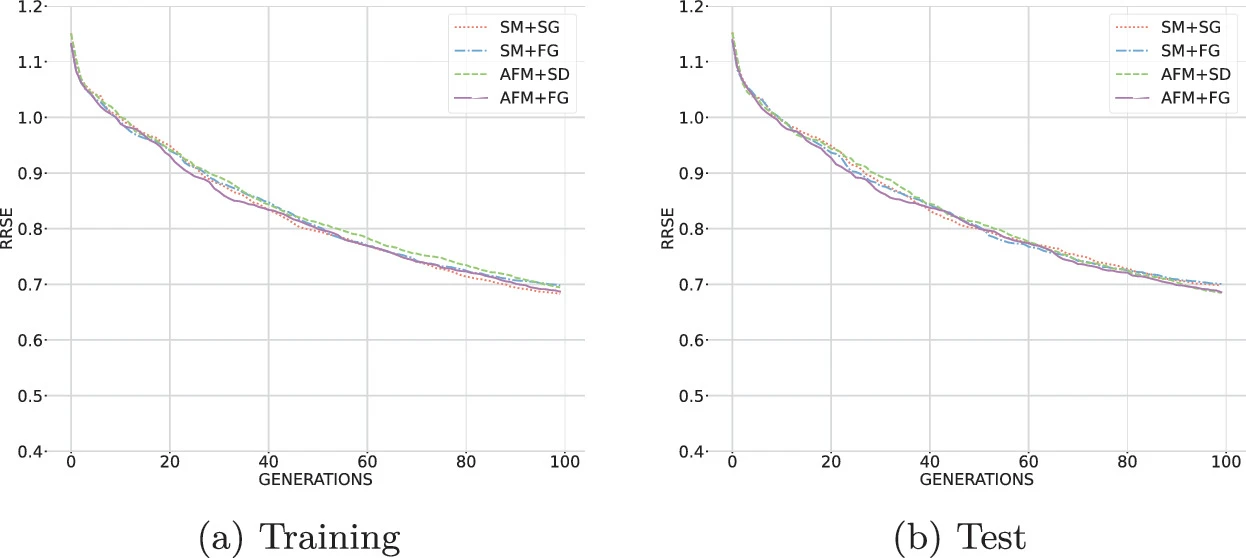 1.2
1.1
1.0
0.9
0.8
0.7
0.6
0.5
0.4
RRSE
0 20 40 60 80 100
GENERATIONS
SM+SG
SM+FG
AFM+SD
AFM+FG
(a) Training
1.2
1.1
1.0
0.9
0.8
0.7
0.6
0.5
0.4
RRSE
0 20 40 60 80 100
GENERATIONS
SM+SG
SM+FG
AFM+SD
AFM+FG
(b) Test